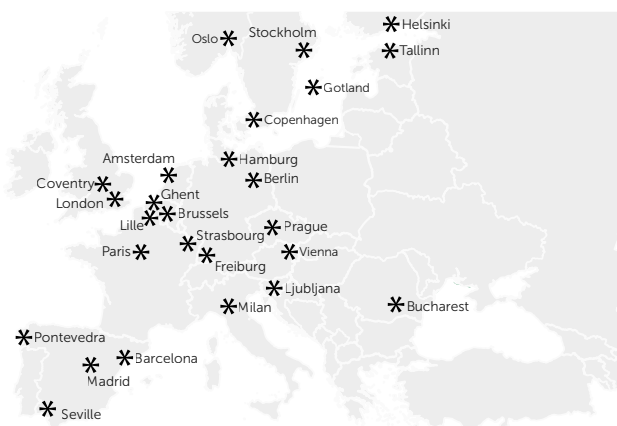 Helsinki
Stockholm
Oslo
Tallinn
Gotland
Copenhagen
Amsterdam
Hamburg
Berlin
Coventry
Ghent
London
Brussels
Lille
Prague
Strasbourg
Paris
Vienna
Freiburg
Ljubljana
Milan
Bucharest
Pontevedra
Barcelona
Madrid
Seville